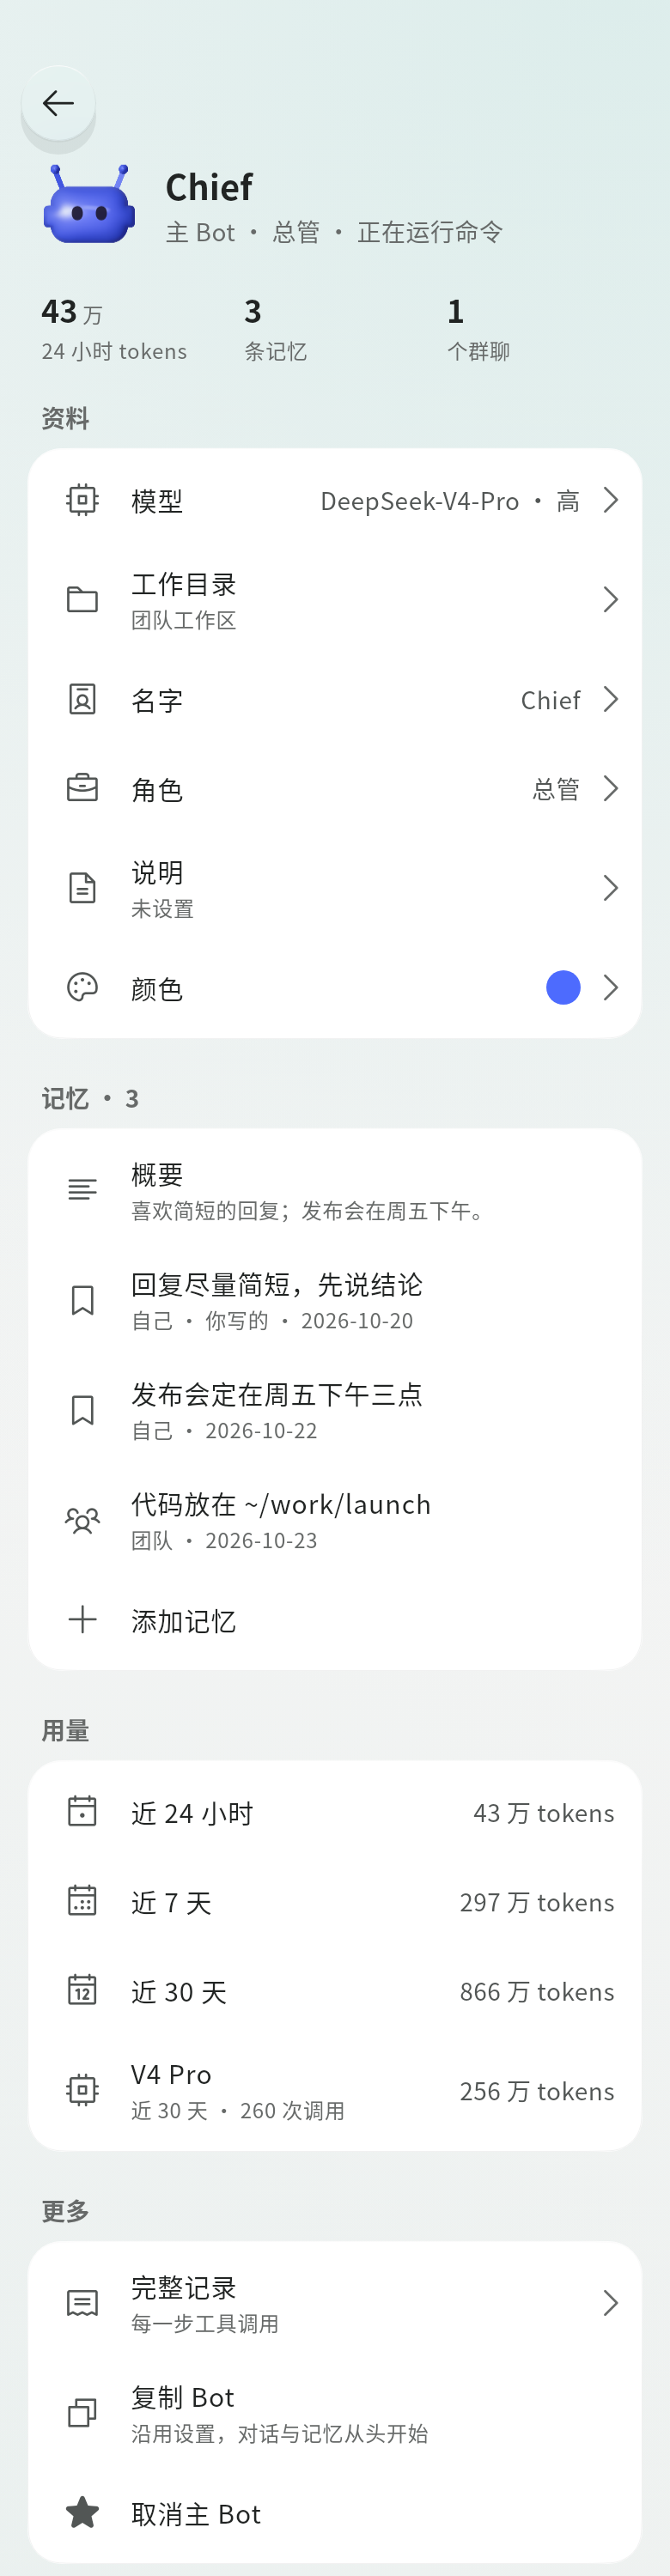 Chief
主 Bot · 总管 · 正在运行命令
43 万
24 小时 tokens
3
条记忆
1
个群聊
资料
模型
DeepSeek-V4-Pro · 高
工作目录
团队工作区
名字
Chief
角色
总管
说明
未设置
颜色
记忆 · 3
概要
喜欢简短的回复；发布会在周五下午。
回复尽量简短，先说结论
自己 · 你写的 · 2026-10-20
发布会定在周五下午三点
自己 · 2026-10-22
代码放在 ~/work/launch
团队 · 2026-10-23
添加记忆
用量
近 24 小时
43 万 tokens
近 7 天
297 万 tokens
12
近 30 天
866 万 tokens
V4 Pro
近 30 天 · 260 次调用
256 万 tokens
更多
完整记录
每一步工具调用
复制 Bot
沿用设置，对话与记忆从头开始
取消主 Bot